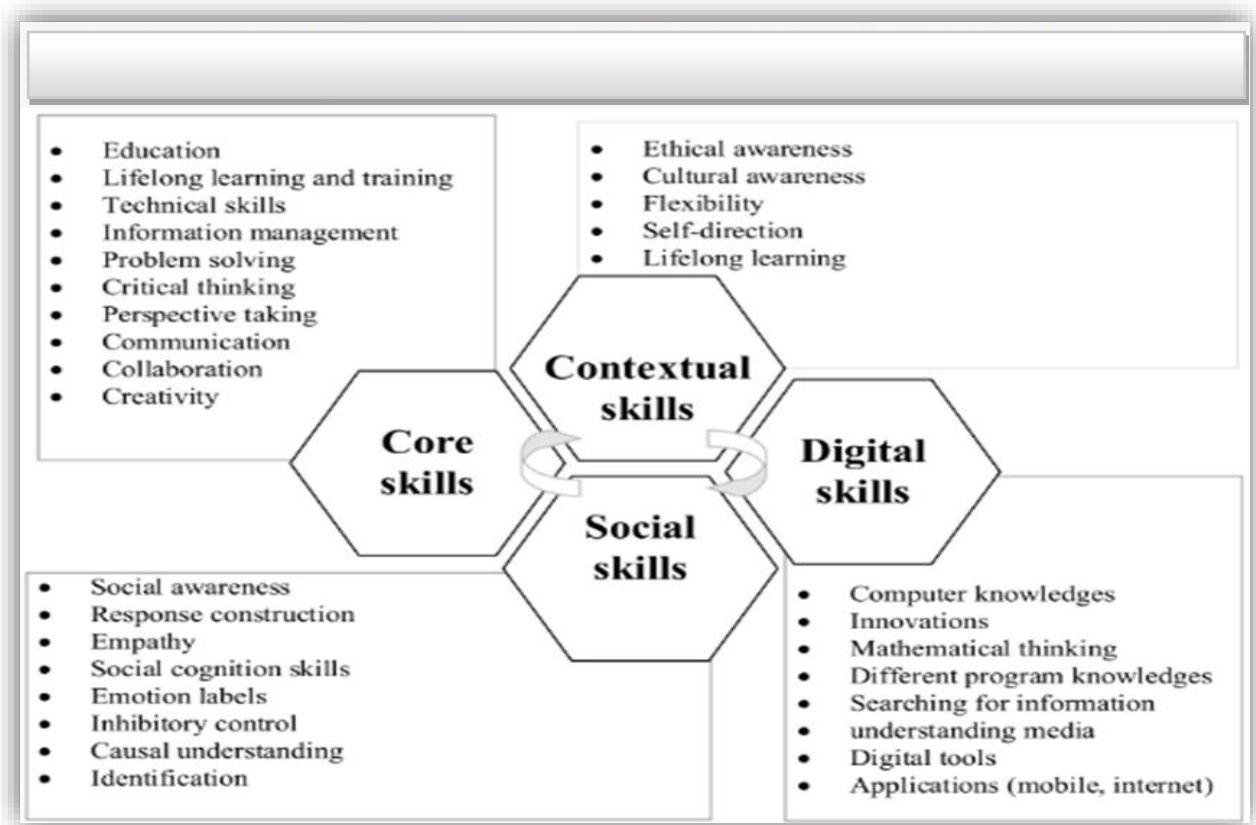 • Education
• Lifelong learning and training
• Technical skills
• Information management
• Problem solving
• Critical thinking
• Perspective taking
• Communication
• Collaboration
• Creativity
• Ethical awareness
• Cultural awareness
• Flexibility
• Self-direction
• Lifelong learning
Contextual
skills
Core
skills
Digital
skills
Social
skills
• Social awareness
• Response construction
• Empathy
• Social cognition skills
• Emotion labels
• Inhibitory control
• Causal understanding
• Identification
• Computer knowledges
• Innovations
• Mathematical thinking
• Different program knowledges
• Searching for information
• understanding media
• Digital tools
• Applications (mobile, internet)